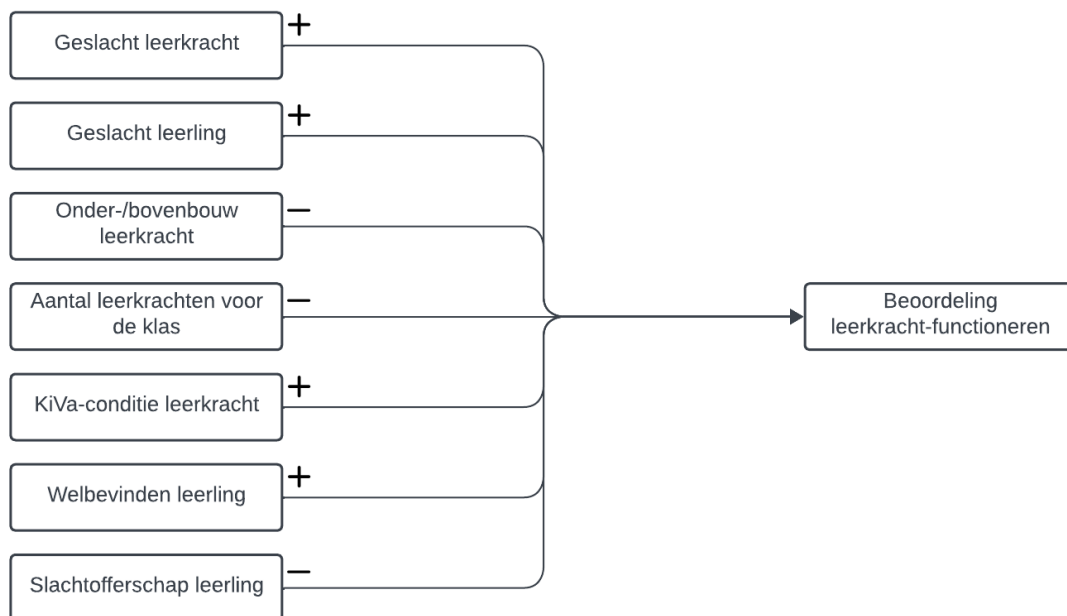 Geslacht leerkracht
+
Geslacht leerling
+
Onder-/bovenbouw
leerkracht
−
Aantal leerkrachten voor
de klas
−
KiVa-conditie leerkracht
+
Welbevinden leerling
+
Slachtofferschap leerling
−
Beoordeling
leerkracht-functioneren